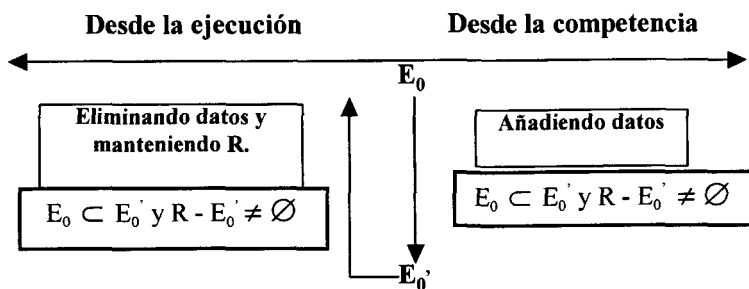 Desde la ejecución
Desde la competencia
E₀
Eliminando datos y
manteniendo R.
Añadiendo datos
E₀ ⊂ E₀' y R - E₀' ≠ ∅
E₀ ⊂ E₀' y R - E₀' ≠ ∅
E₀'